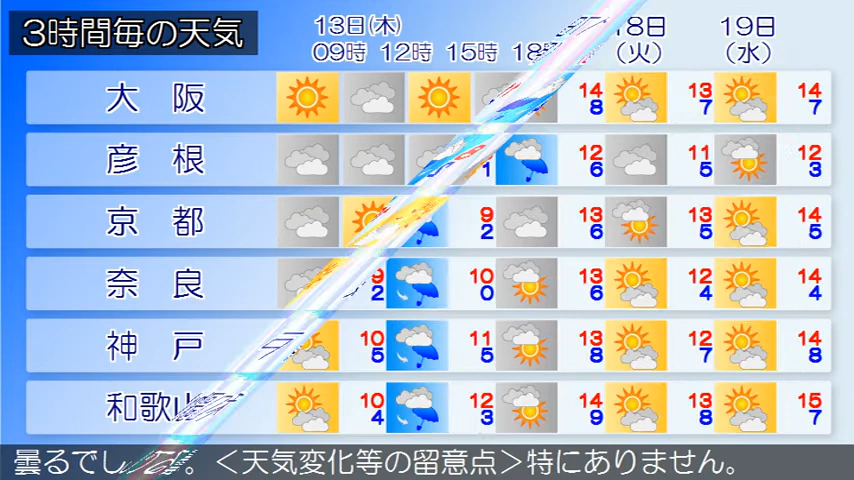 3時間毎の天気
13日(木) 18日 19日
09時 12時 15時 18 (火) (水)
大阪 14 13 14
8 7 7
彦根 12 11 12
1 6 5 3
京都 9 13 13 14
2 6 5 5
奈良 9 10 13 12 14
2 0 6 4 4
神戸 10 11 13 12 14
5 5 8 7 8
和歌山 10 12 14 13 15
4 3 9 8 7
曇るでし 。＜天気変化等の留意点＞特にありません。